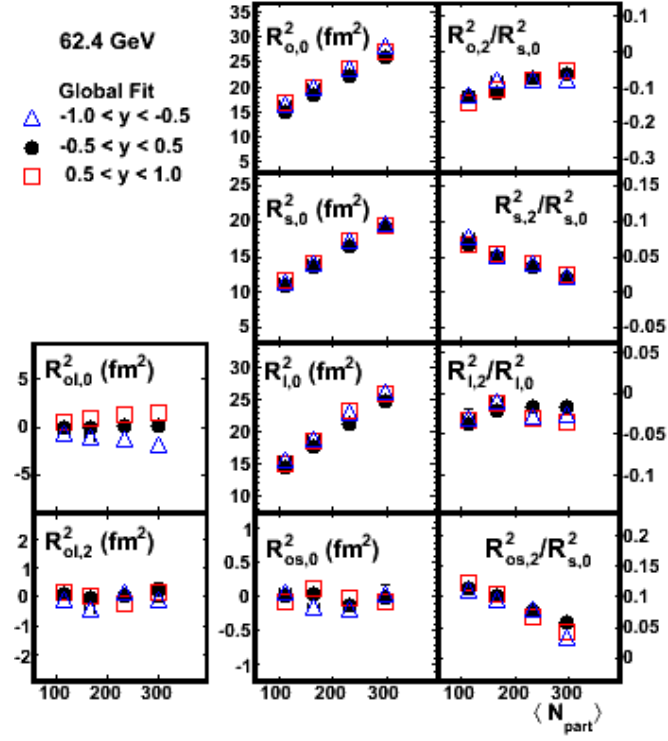 62.4 GeV
Global Fit
-1.0 < y < -0.5
-0.5 < y < 0.5
0.5 < y < 1.0
R²o,0 (fm²)
35
30
25
20
15
10
5
R²o,2/R²s,0
0.1
0
-0.1
-0.2
-0.3
R²s,0 (fm²)
25
20
15
10
5
R²s,2/R²s,0
0.15
0.1
0.05
0
-0.05
R²ol,0 (fm²)
5
0
-5
R²l,0 (fm²)
30
25
20
15
10
R²l,2/R²l,0
0.05
0
-0.05
-0.1
R²ol,2 (fm²)
2
1
0
-1
-2
100 200 300
R²os,0 (fm²)
1
0.5
0
-0.5
-1
100 200 300
R²os,2/R²s,0
0.2
0.15
0.1
0.05
0
100 200 300
⟨ Npart ⟩